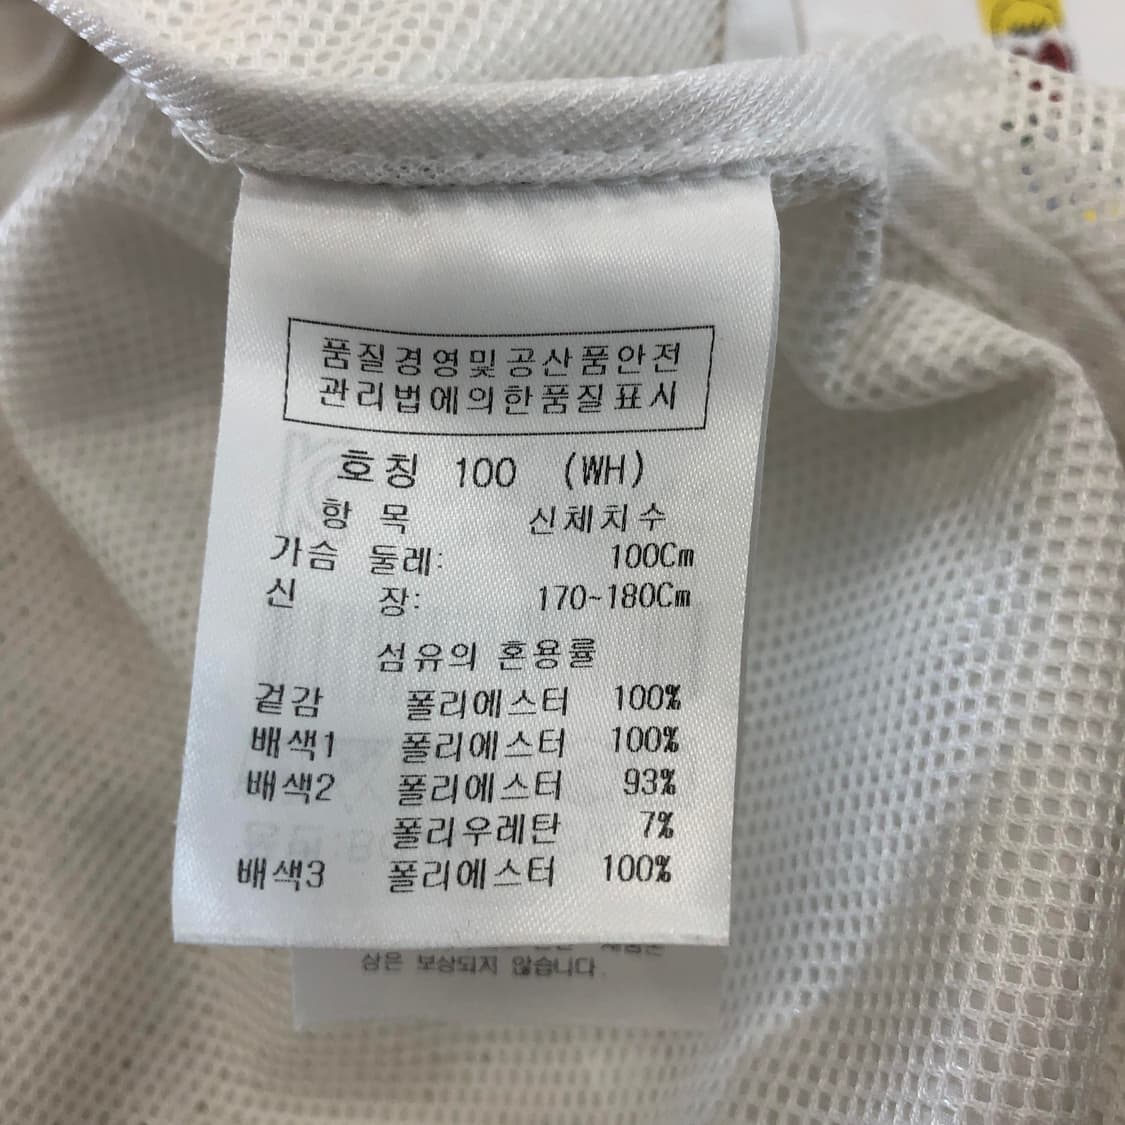 품질경영및공산품안전
관리법에의한품질표시
호칭 100 (WH)
항 목 신체치수
가슴 둘레: 100Cm
신 장: 170~180Cm
섬유의 혼용률
겉감 폴리에스터 100%
배색1 폴리에스터 100%
배색2 폴리에스터 93%
폴리우레탄 7%
배색3 폴리에스터 100%
상은 보상되지 않습니다.